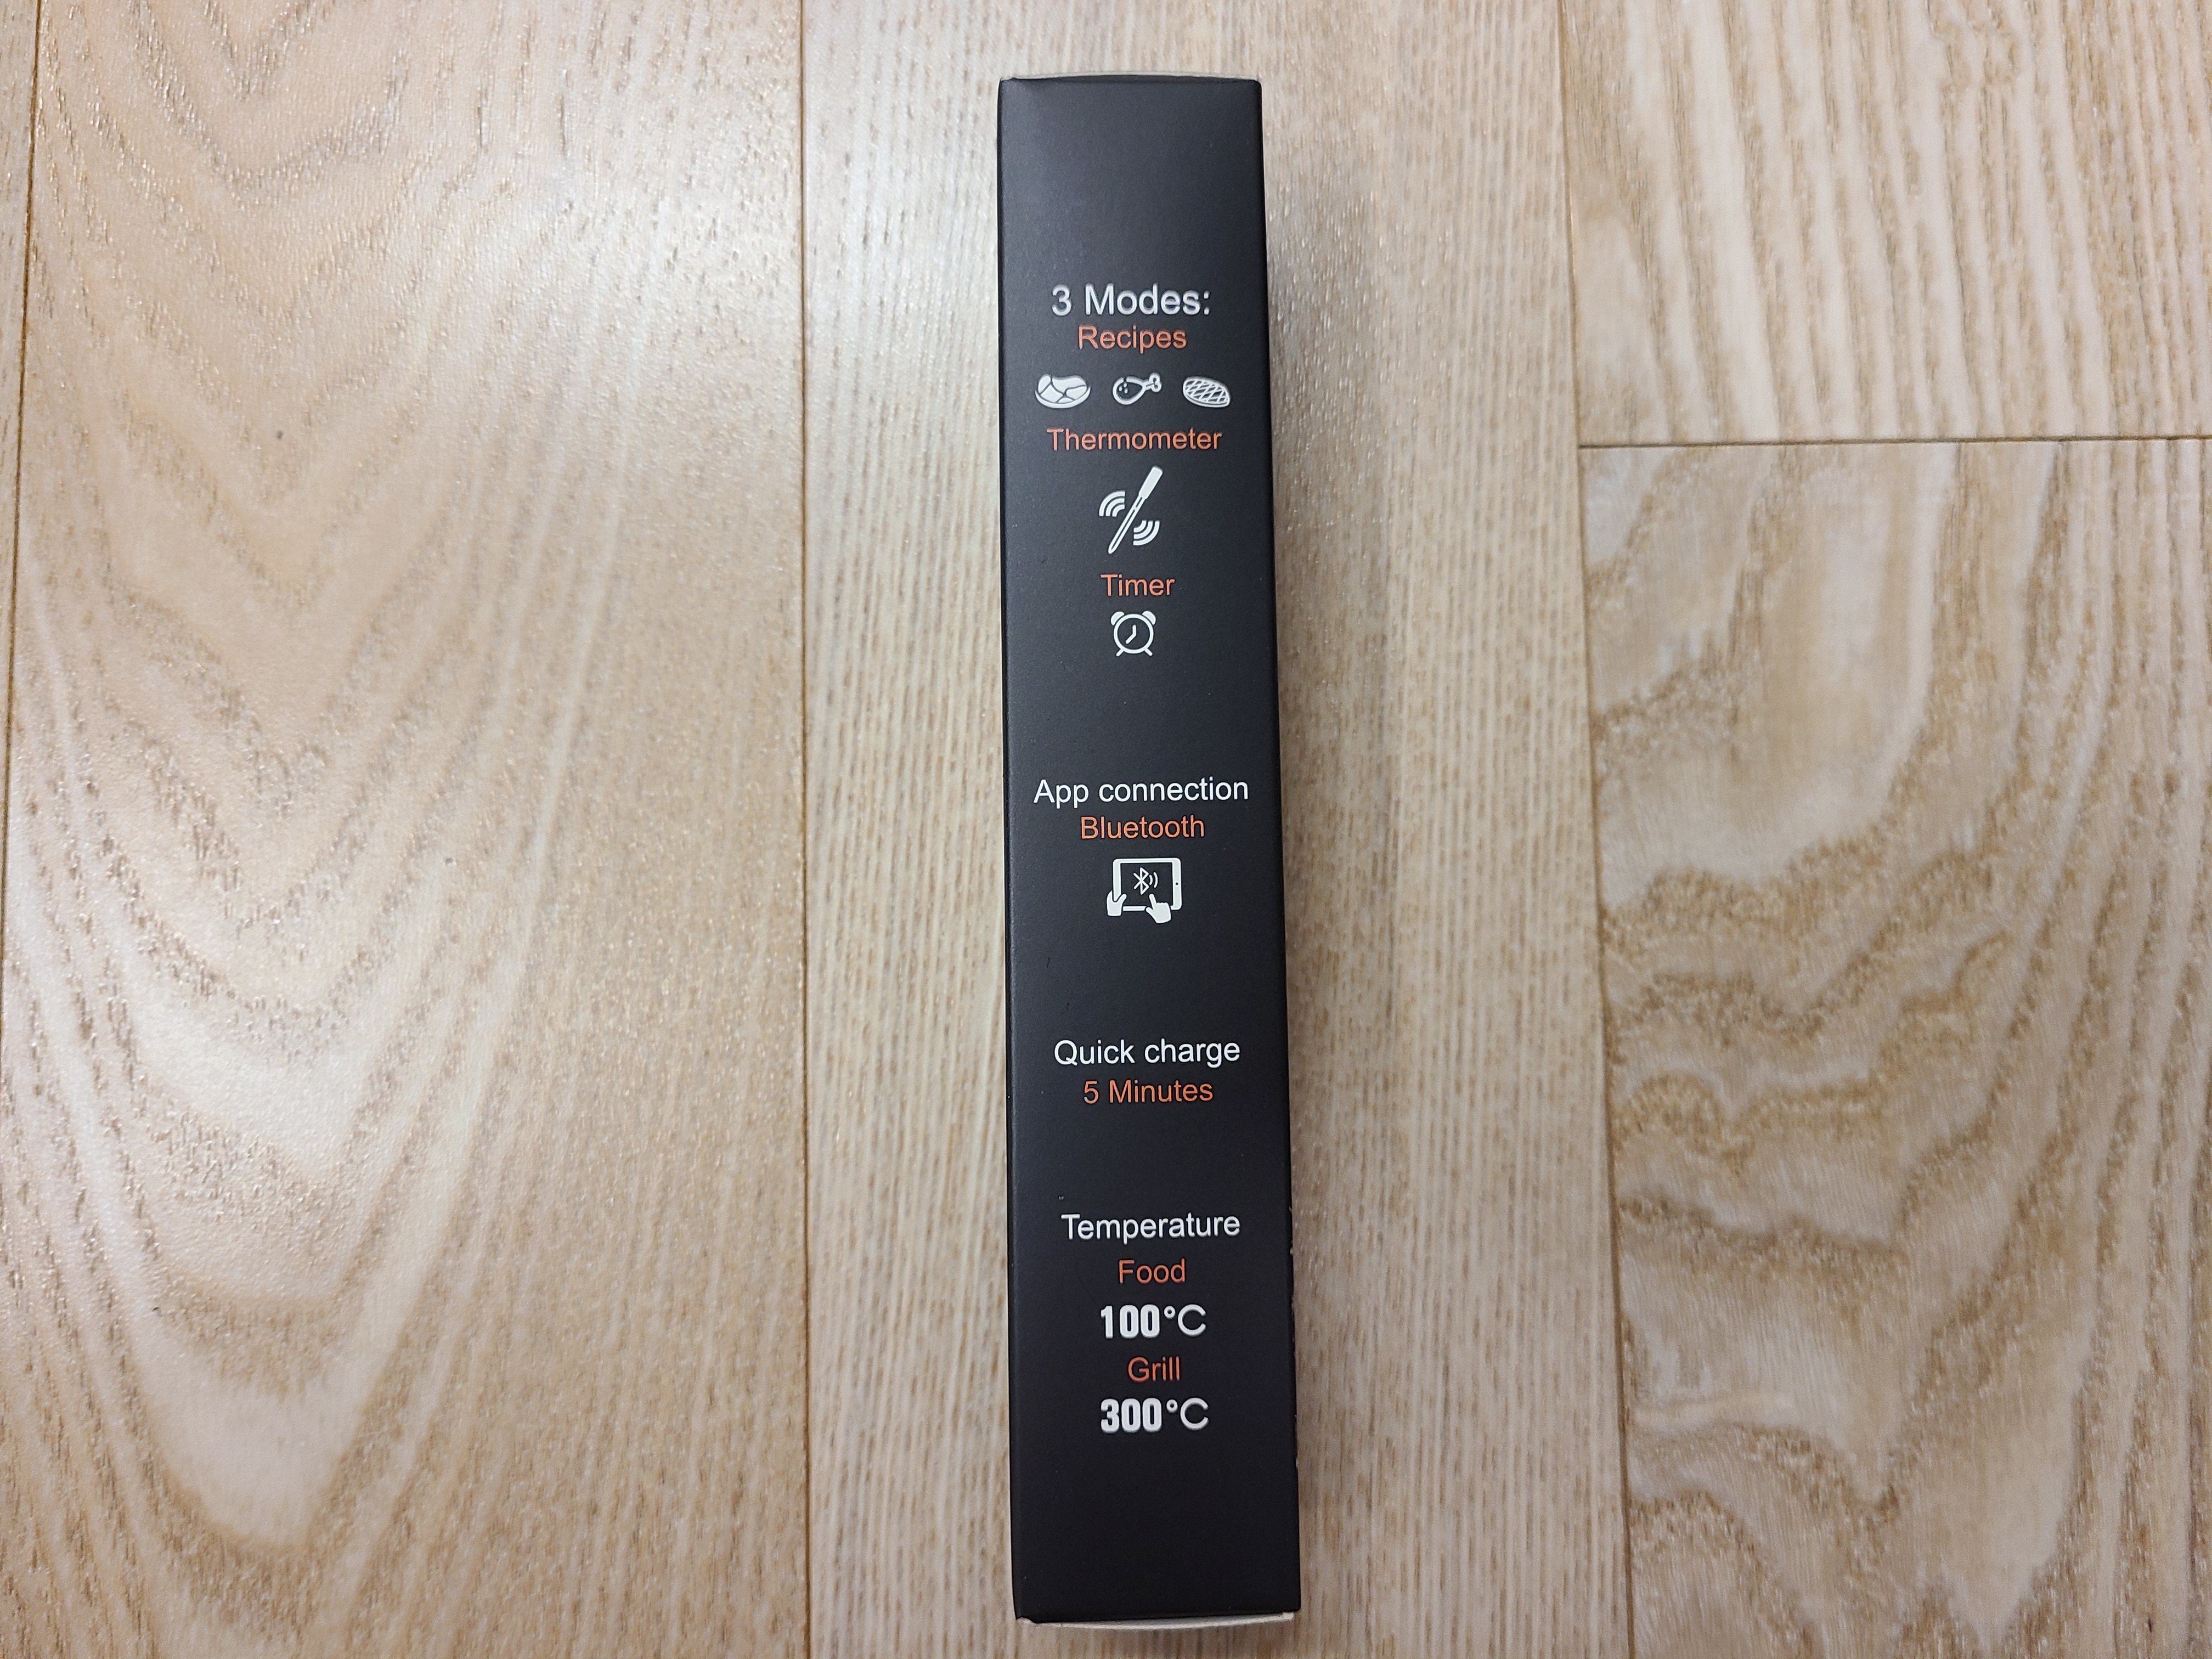 3 Modes:
Recipes
Thermometer
Timer
App connection
Bluetooth
Quick charge
5 Minutes
Temperature
Food
100°C
Grill
300°C